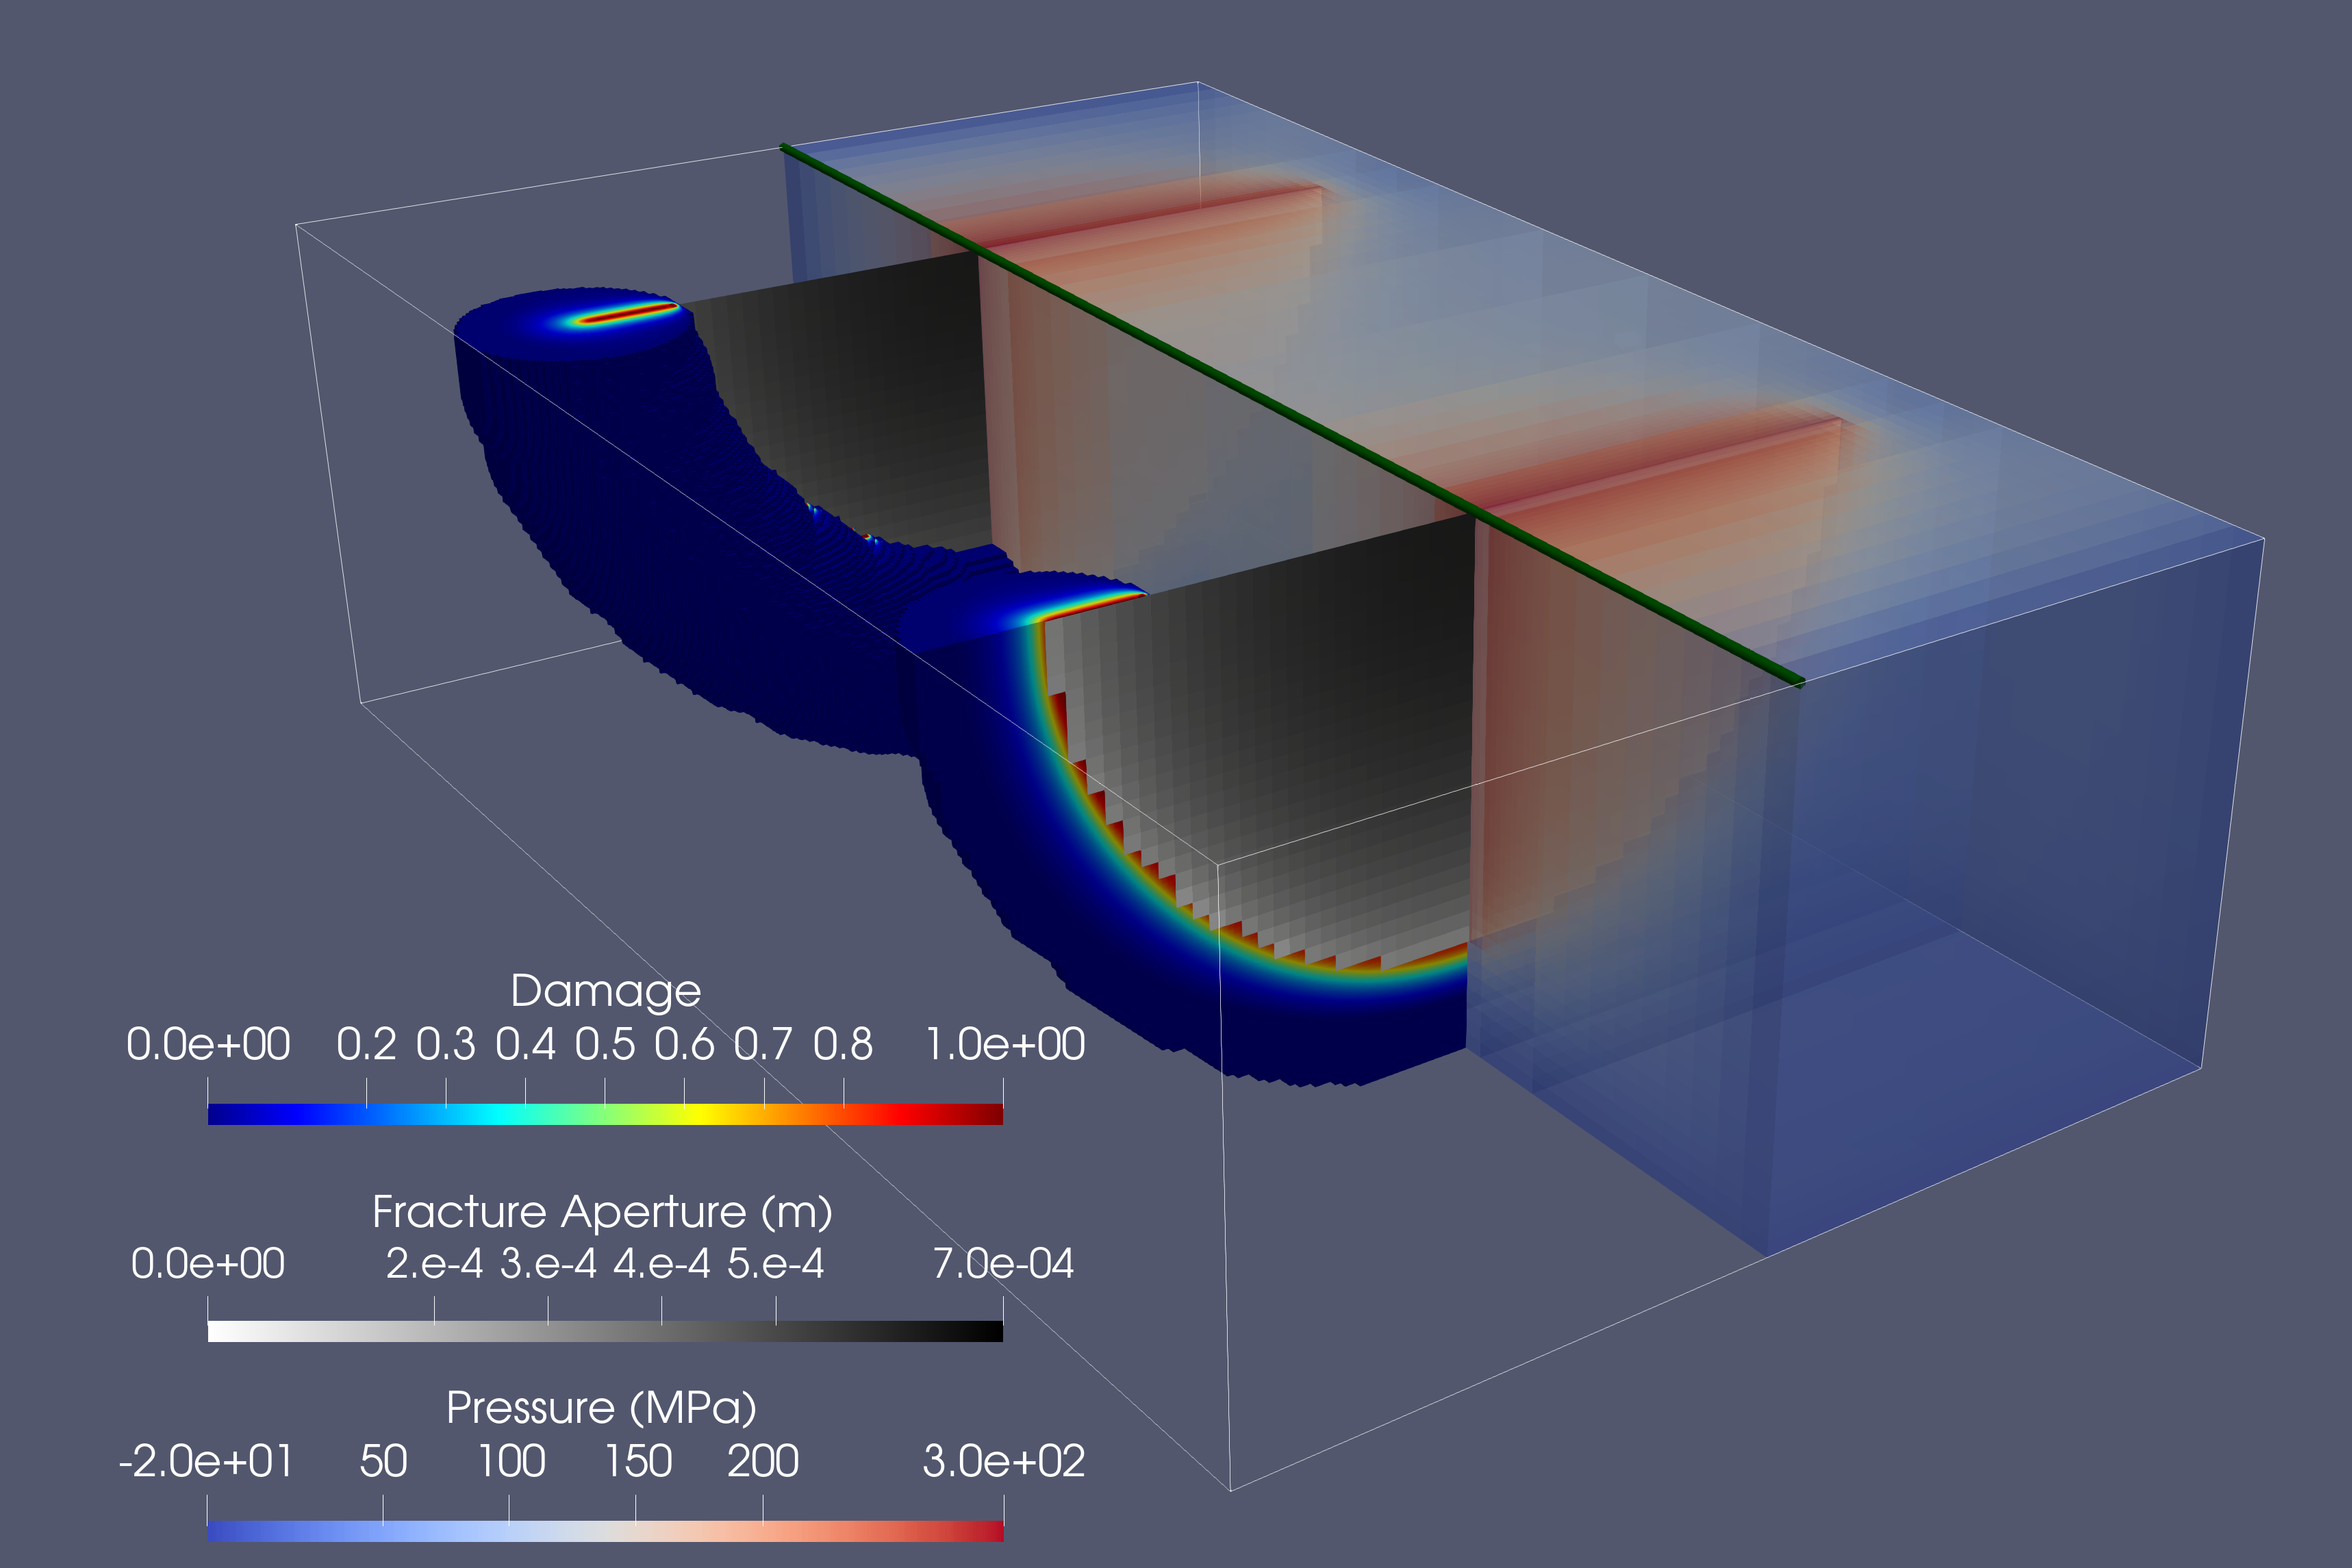 Damage
0.0e+00 0.2 0.3 0.4 0.5 0.6 0.7 0.8 1.0e+00
Fracture Aperture (m)
0.0e+00 2.e-4 3.e-4 4.e-4 5.e-4 7.0e-04
Pressure (MPa)
-2.0e+01 50 100 150 200 3.0e+02